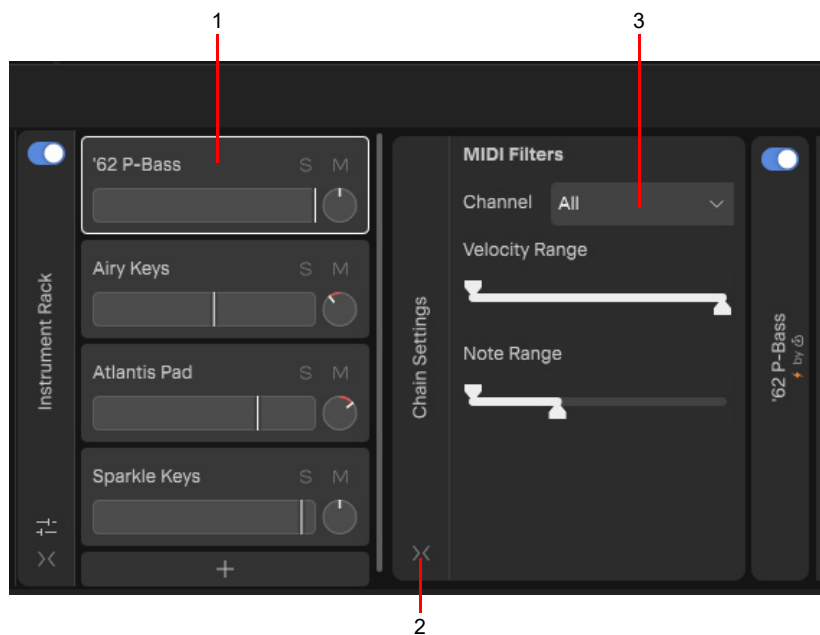 1
3
'62 P-Bass
S M
MIDI Filters
Channel
All
Velocity Range
Airy Keys
S M
Instrument Rack
Chain Settings
Note Range
'62 P-Bass
by
Atlantis Pad
S M
Sparkle Keys
S M
+
2